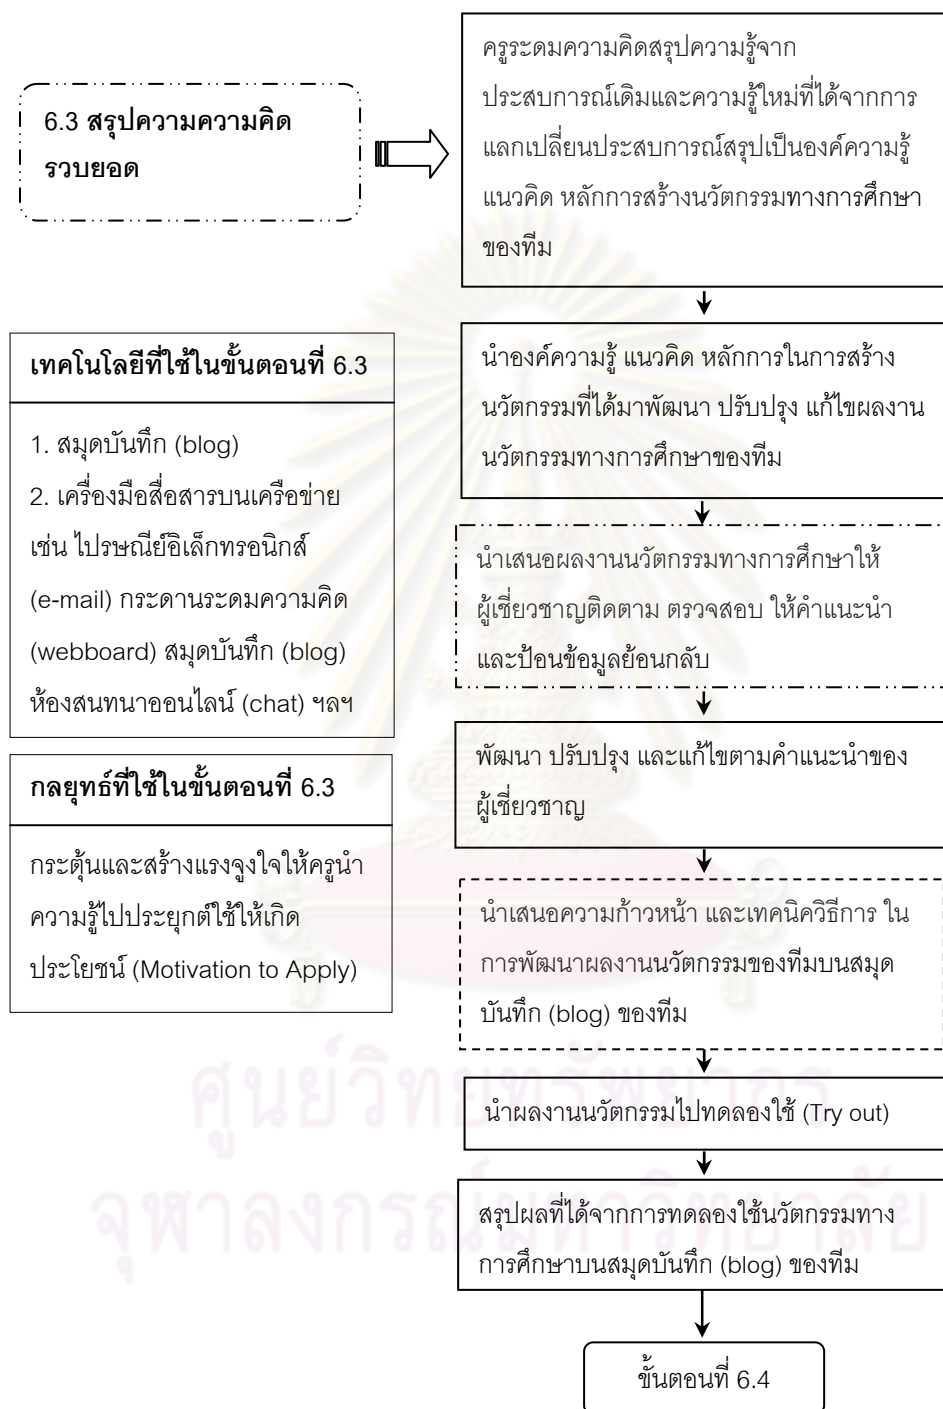 6.3 สรุปความความคิด
รวบยอด
ครูระดมความคิดสรุปความรู้จาก
ประสบการณ์เดิมและความรู้ใหม่ที่ได้จากการ
แลกเปลี่ยนประสบการณ์สรุปเป็นองค์ความรู้
แนวคิด หลักการสร้างนวัตกรรมทางการศึกษา
ของทีม
เทคโนโลยีที่ใช้ในขั้นตอนที่ 6.3
1. สมุดบันทึก (blog)
2. เครื่องมือสื่อสารบนเครือข่าย
เช่น ไปรษณีย์อิเล็กทรอนิกส์
(e-mail) กระดานระดมความคิด
(webboard) สมุดบันทึก (blog)
ห้องสนทนาออนไลน์ (chat) ฯลฯ
กลยุทธ์ที่ใช้ในขั้นตอนที่ 6.3
กระตุ้นและสร้างแรงจูงใจให้ครูนำ
ความรู้ไปประยุกต์ใช้ให้เกิด
ประโยชน์ (Motivation to Apply)
นำองค์ความรู้ แนวคิด หลักการในการสร้าง
นวัตกรรมที่ได้มาพัฒนา ปรับปรุง แก้ไขผลงาน
นวัตกรรมทางการศึกษาของทีม
นำเสนอผลงานนวัตกรรมทางการศึกษาให้
ผู้เชี่ยวชาญติดตาม ตรวจสอบ ให้คำแนะนำ
และป้อนข้อมูลย้อนกลับ
พัฒนา ปรับปรุง และแก้ไขตามคำแนะนำของ
ผู้เชี่ยวชาญ
นำเสนอความก้าวหน้า และเทคนิควิธีการ ใน
การพัฒนาผลงานนวัตกรรมของทีมบนสมุด
บันทึก (blog) ของทีม
นำผลงานนวัตกรรมไปทดลองใช้ (Try out)
สรุปผลที่ได้จากการทดลองใช้นวัตกรรมทาง
การศึกษาบนสมุดบันทึก (blog) ของทีม
ขั้นตอนที่ 6.4
ศูนย์วิทยทรัพยากร
จุฬาลงกรณ์มหาวิทยาลัย